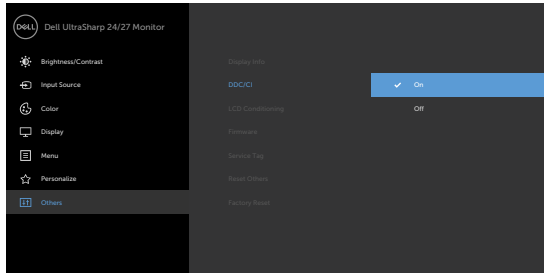 DELL
Dell UltraSharp 24/27 Monitor
Brightness/Contrast
Display Info
Input Source
DDC/CI
On
Color
LCD Conditioning
Off
Display
Firmware
Menu
Service Tag
Personalize
Reset Others
Others
Factory Reset